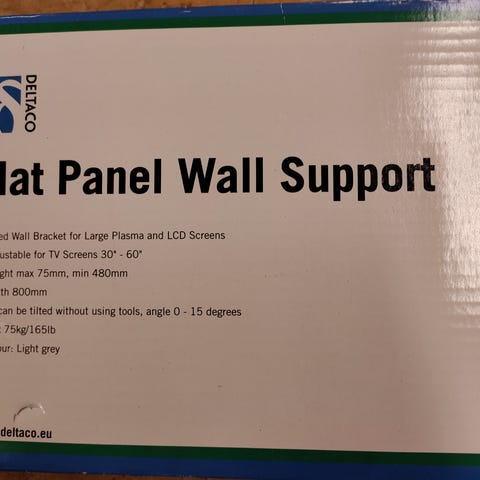 DELTACO
lat Panel Wall Support
ed Wall Bracket for Large Plasma and LCD Screens
ustable for TV Screens 30" - 60"
ght max 75mm, min 480mm
th 800mm
can be tilted without using tools, angle 0 - 15 degrees
: 75kg/165lb
our: Light grey
deltaco.eu